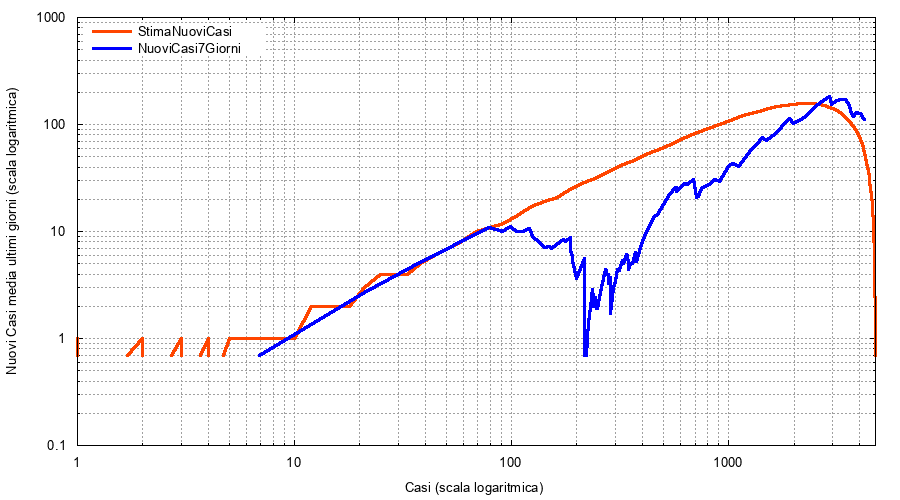 1000
100
10
1
0.1
StimaNuoviCasi
NuoviCasi7Giorni
Nuovi Casi media ultimi giorni (scala logaritmica)
1
10
100
1000
Casi (scala logaritmica)